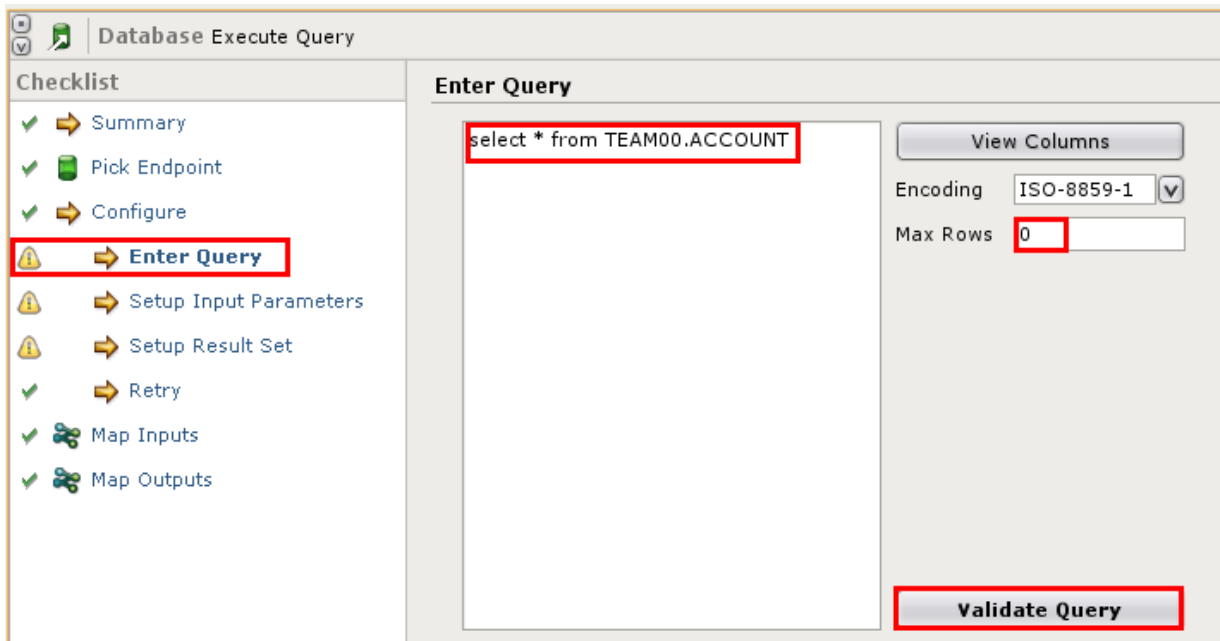 Database Execute Query
Checklist
Summary
Pick Endpoint
Configure
Enter Query
Setup Input Parameters
Setup Result Set
Retry
Map Inputs
Map Outputs
Enter Query
select * from TEAM00.ACCOUNT
View Columns
Encoding ISO-8859-1
Max Rows 0
Validate Query